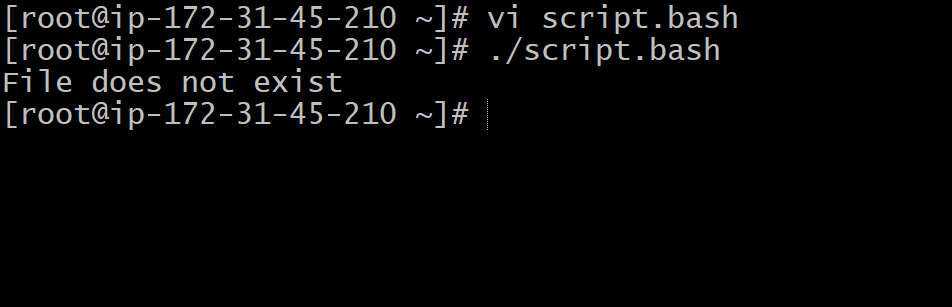 [root@ip-172-31-45-210 ~]# vi script.bash
[root@ip-172-31-45-210 ~]# ./script.bash
File does not exist
[root@ip-172-31-45-210 ~]#